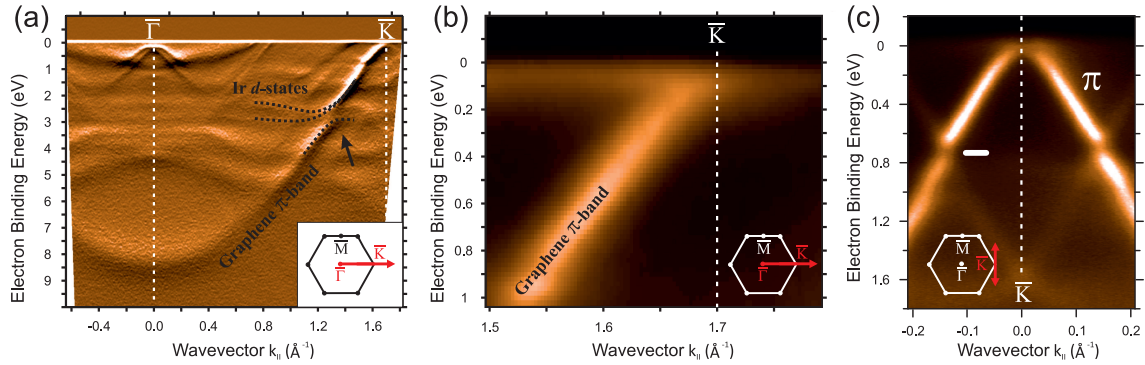 (a)
Γ̅
K̅
Electron Binding Energy (eV)
0
1
2
3
4
5
6
7
8
9
Ir d-states
Graphene π-band
M̅
K̅
Γ̅
-0.4
0.0
0.4
0.8
1.2
1.6
Wavevector k|| (Å⁻¹)
(b)
K̅
Electron Binding Energy (eV)
0
0.2
0.4
0.6
0.8
1
Graphene π-band
M̅
K̅
Γ̅
1.5
1.6
1.7
Wavevector k|| (Å⁻¹)
(c)
Electron Binding Energy (eV)
0
0.4
0.8
1.2
1.6
π
M̅
K̅
Γ̅
K̅
-0.2
-0.1
0.0
0.1
0.2
Wavevector k|| (Å⁻¹)